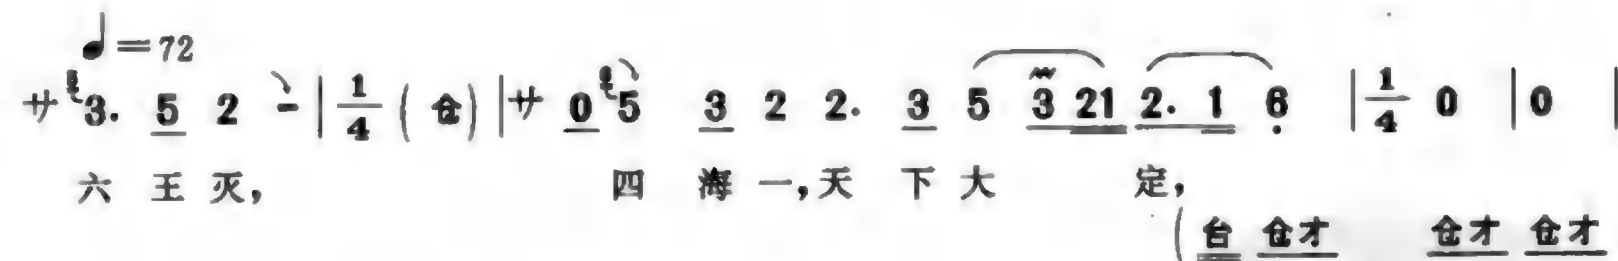 ♩=72
サ 3. 5 2 - | 1/4 ( 仓 ) | サ 0 5 3 2 2. 3 5 3 21 2. 1 6 | 1/4 0 | 0 |
六 王 灭， 四 海 一，天 下 大 定，
( 台 仓才 仓才 仓才